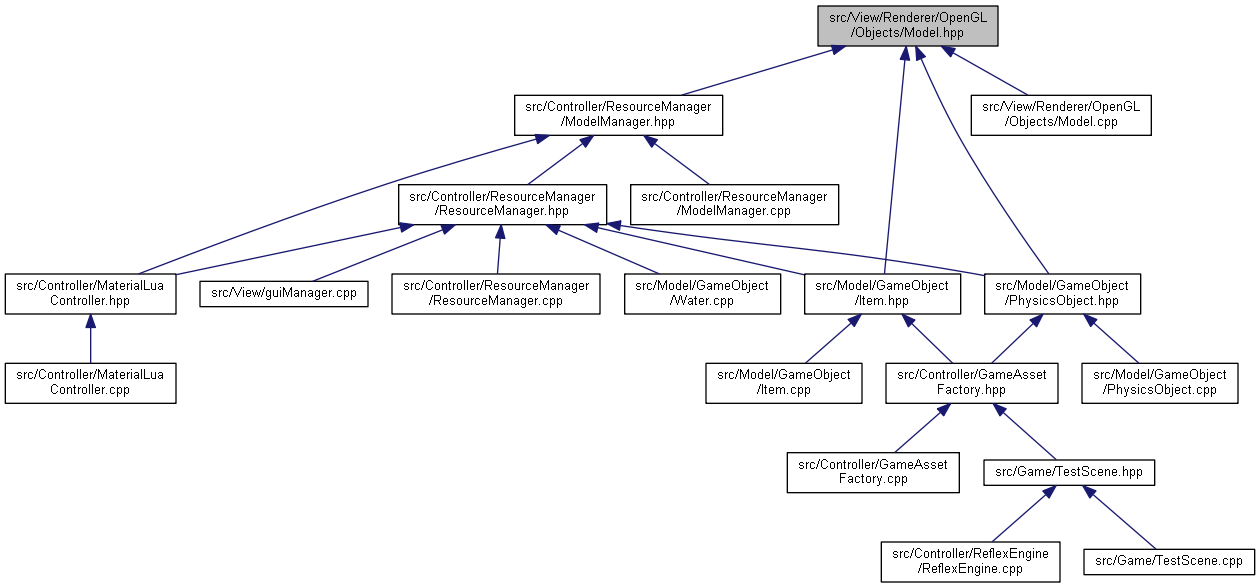 src/View/Renderer/OpenGL
/Objects/Model.hpp
src/Controller/ResourceManager
/ModelManager.hpp
src/View/Renderer/OpenGL
/Objects/Model.cpp
src/Controller/ResourceManager
/ResourceManager.hpp
src/Controller/ResourceManager
/ModelManager.cpp
src/Controller/MaterialLua
Controller.hpp
src/View/guiManager.cpp
src/Controller/ResourceManager
/ResourceManager.cpp
src/Model/GameObject
/Water.cpp
src/Model/GameObject
/Item.hpp
src/Model/GameObject
/PhysicsObject.hpp
src/Controller/MaterialLua
Controller.cpp
src/Model/GameObject
/Item.cpp
src/Controller/GameAsset
Factory.hpp
src/Model/GameObject
/PhysicsObject.cpp
src/Controller/GameAsset
Factory.cpp
src/Game/TestScene.hpp
src/Controller/ReflexEngine
/ReflexEngine.cpp
src/Game/TestScene.cpp